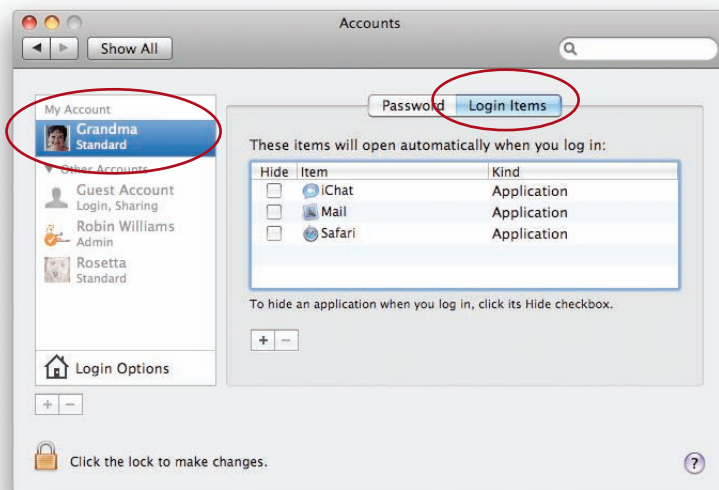 Accounts
Show All
My Account
Grandma
Standard
Other Accounts
Guest Account
Login, Sharing
Robin Williams
Admin
Rosetta
Standard
Login Options
+ −
Password Login Items
These items will open automatically when you log in:
Hide Item Kind
iChat Application
Mail Application
Safari Application
To hide an application when you log in, click its Hide checkbox.
+ −
Click the lock to make changes.
?